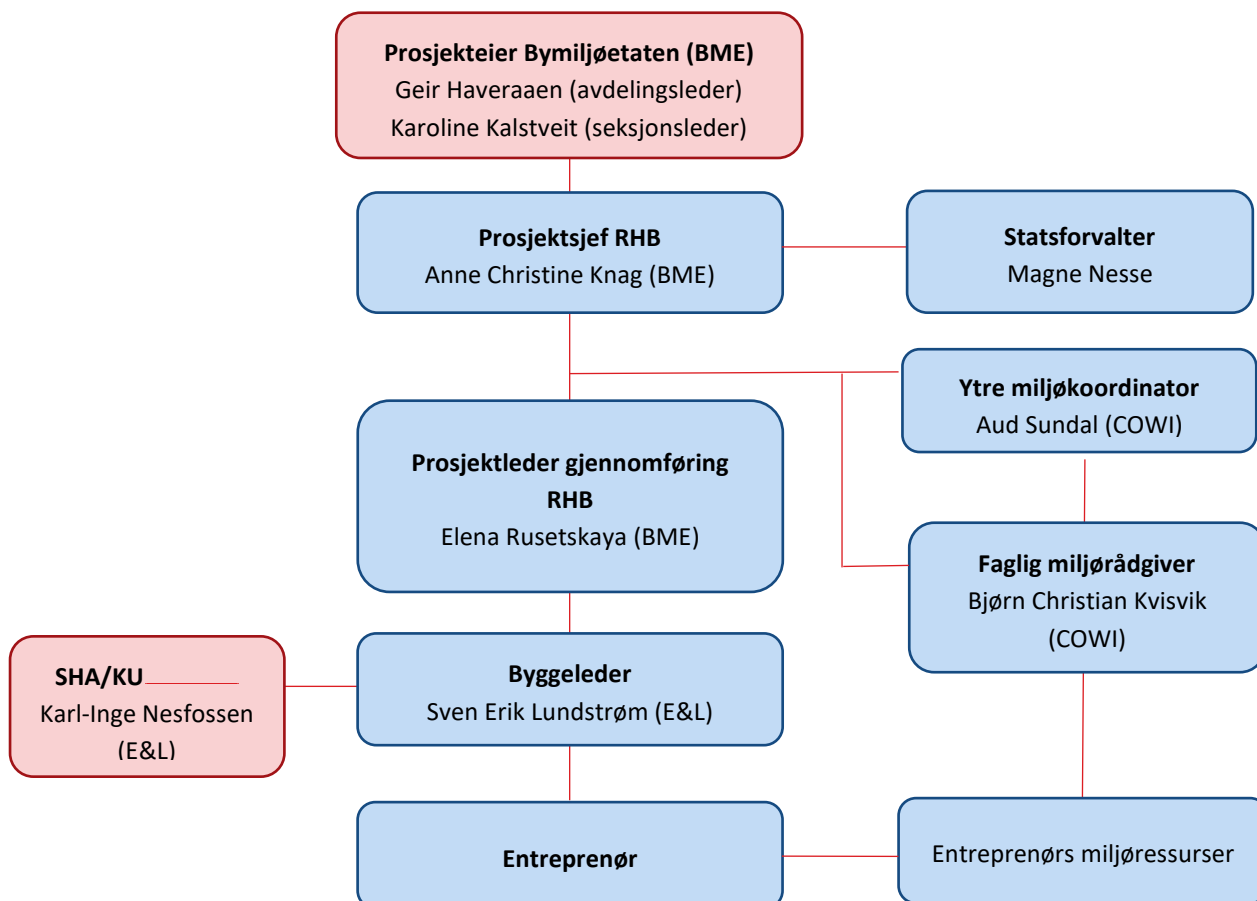 Prosjekteier Bymiljøetaten (BME)
Geir Haveraaen (avdelingsleder)
Karoline Kalstveit (seksjonsleder)
Prosjektsjef RHB
Anne Christine Knag (BME)
Statsforvalter
Magne Nesse
Ytre miljøkoordinator
Aud Sundal (COWI)
Prosjektleder gjennomføring
RHB
Elena Rusetskaya (BME)
Faglig miljørådgiver
Bjørn Christian Kvisvik
(COWI)
SHA/KU
Karl-Inge Nesfossen
(E&L)
Byggeleder
Sven Erik Lundstrøm (E&L)
Entreprenør
Entreprenørs miljøressurser